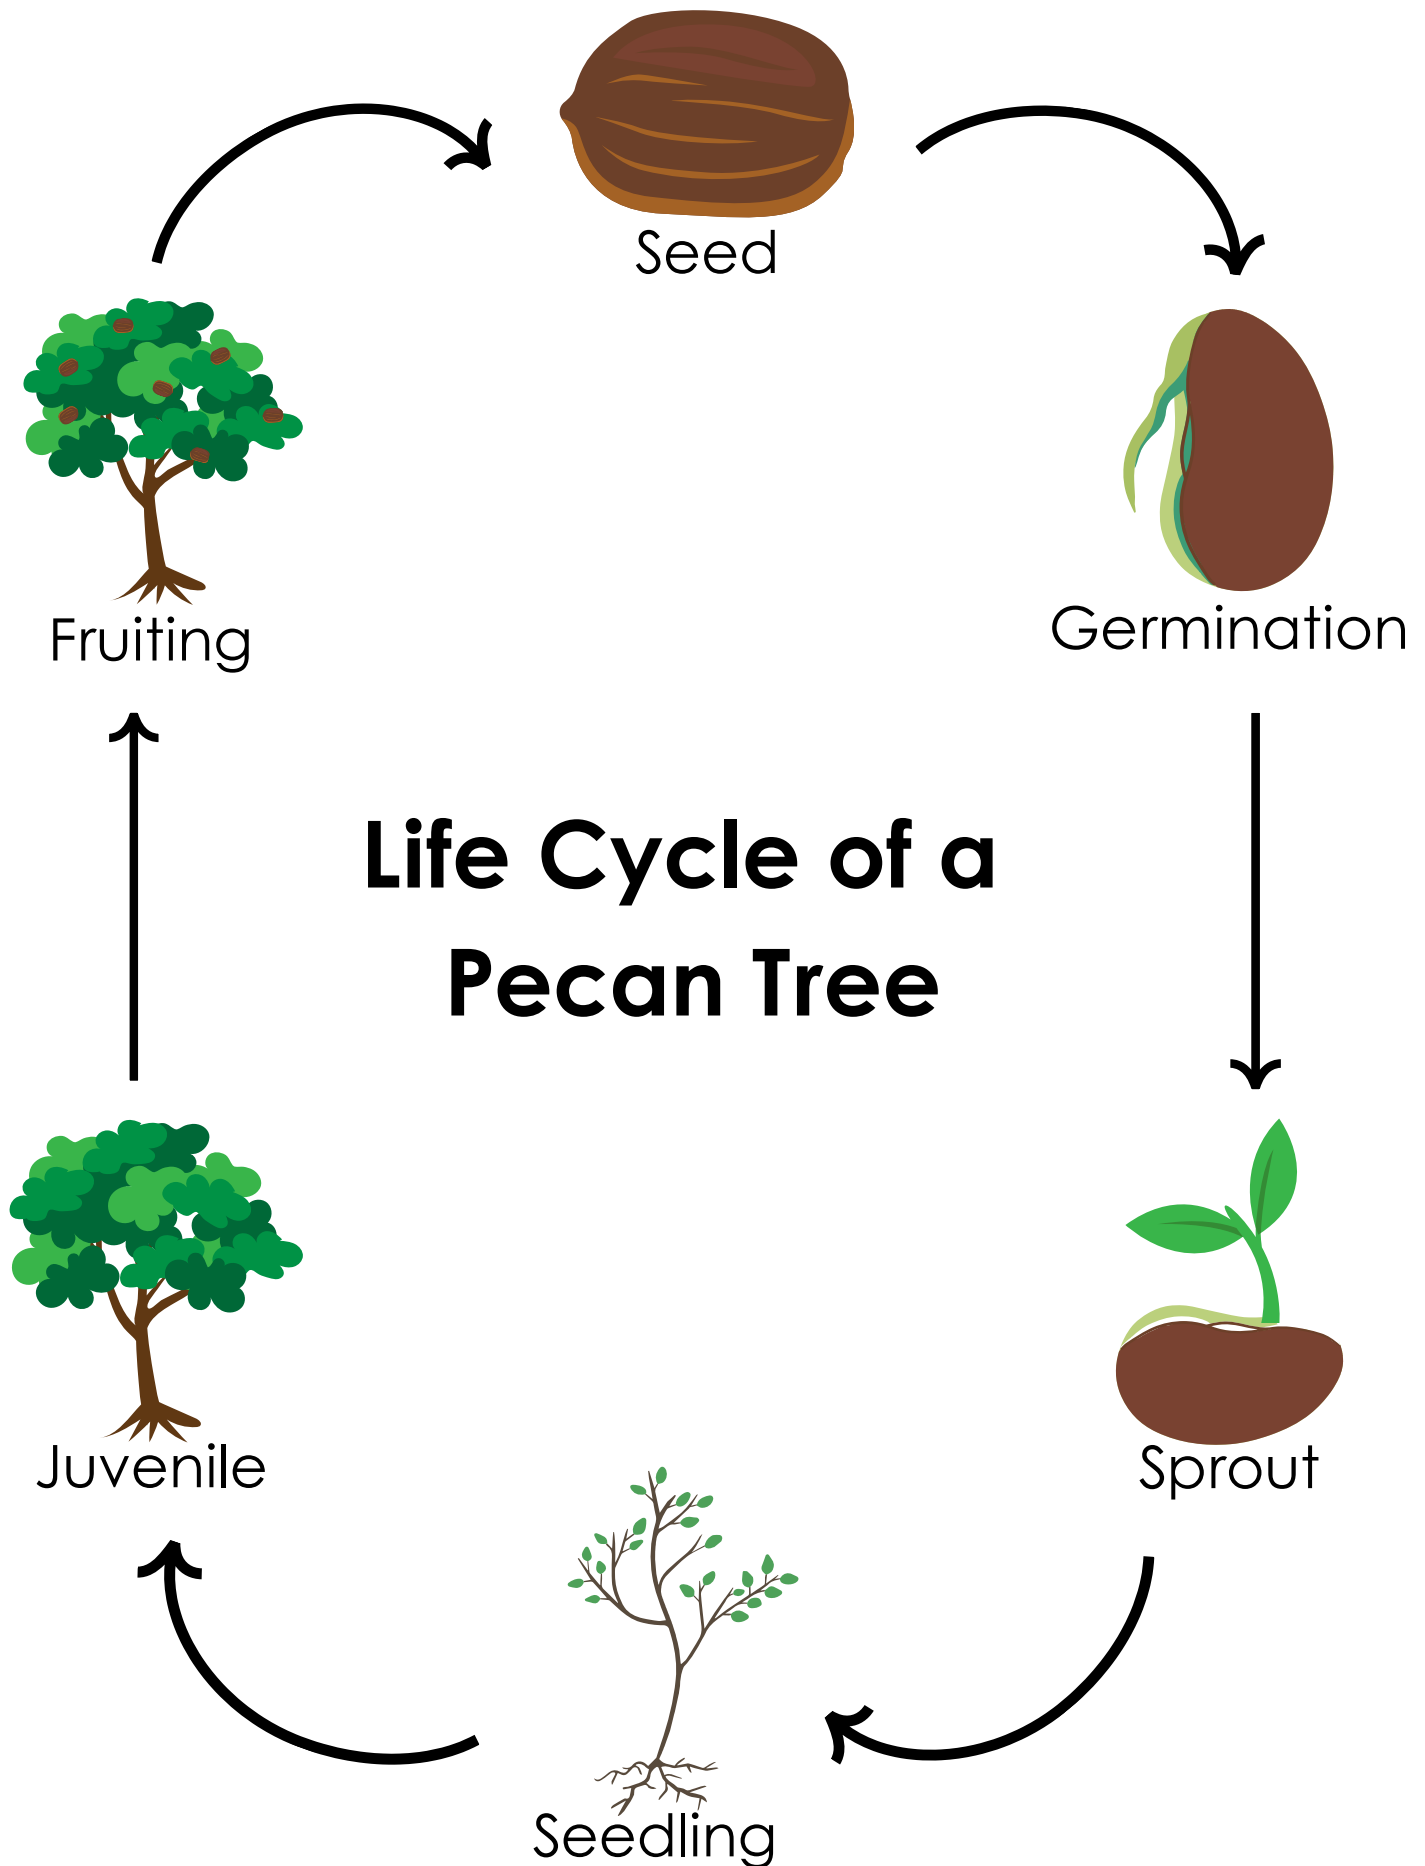 Seed
Germination
Fruiting
Life Cycle of a
Pecan Tree
Sprout
Juvenile
Seedling